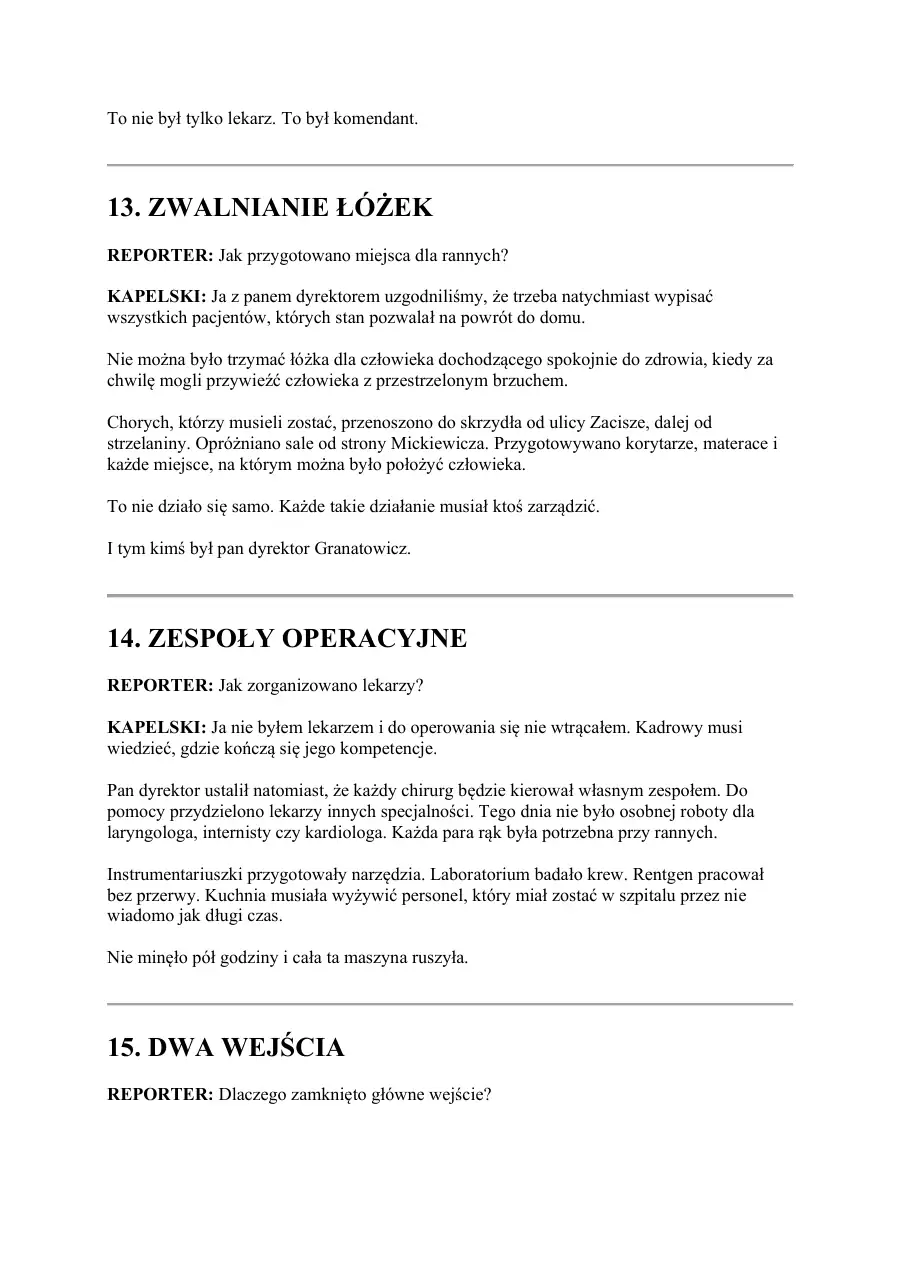 To nie był tylko lekarz. To był komendant.
13. ZWALNIANIE ŁÓŻEK
REPORTER: Jak przygotowano miejsca dla rannych?
KAPELSKI: Ja z panem dyrektorem uzgodniliśmy, że trzeba natychmiast wypisać
wszystkich pacjentów, których stan pozwalał na powrót do domu.
Nie można było trzymać łóżka dla człowieka dochodzącego spokojnie do zdrowia, kiedy za
chwilę mogli przywieźć człowieka z przestrzelonym brzuchem.
Chorych, którzy musieli zostać, przenoszono do skrzydła od ulicy Zacisze, dalej od
strzelaniny. Opróżniano sale od strony Mickiewicza. Przygotowywano korytarze, materace i
każde miejsce, na którym można było położyć człowieka.
To nie działo się samo. Każde takie działanie musiał ktoś zarządzić.
I tym kimś był pan dyrektor Granatowicz.
14. ZESPOŁY OPERACYJNE
REPORTER: Jak zorganizowano lekarzy?
KAPELSKI: Ja nie byłem lekarzem i do operowania się nie wtrącałem. Kadrowy musi
wiedzieć, gdzie kończą się jego kompetencje.
Pan dyrektor ustalił natomiast, że każdy chirurg będzie kierował własnym zespołem. Do
pomocy przydzielono lekarzy innych specjalności. Tego dnia nie było osobnej roboty dla
laryngologa, internisty czy kardiologa. Każda para rąk była potrzebna przy rannych.
Instrumentariuszki przygotowały narzędzia. Laboratorium badało krew. Rentgen pracował
bez przerwy. Kuchnia musiała wyżywić personel, który miał zostać w szpitalu przez nie
wiadomo jak długi czas.
Nie minęło pół godziny i cała ta maszyna ruszyła.
15. DWA WEJŚCIA
REPORTER: Dlaczego zamknięto główne wejście?